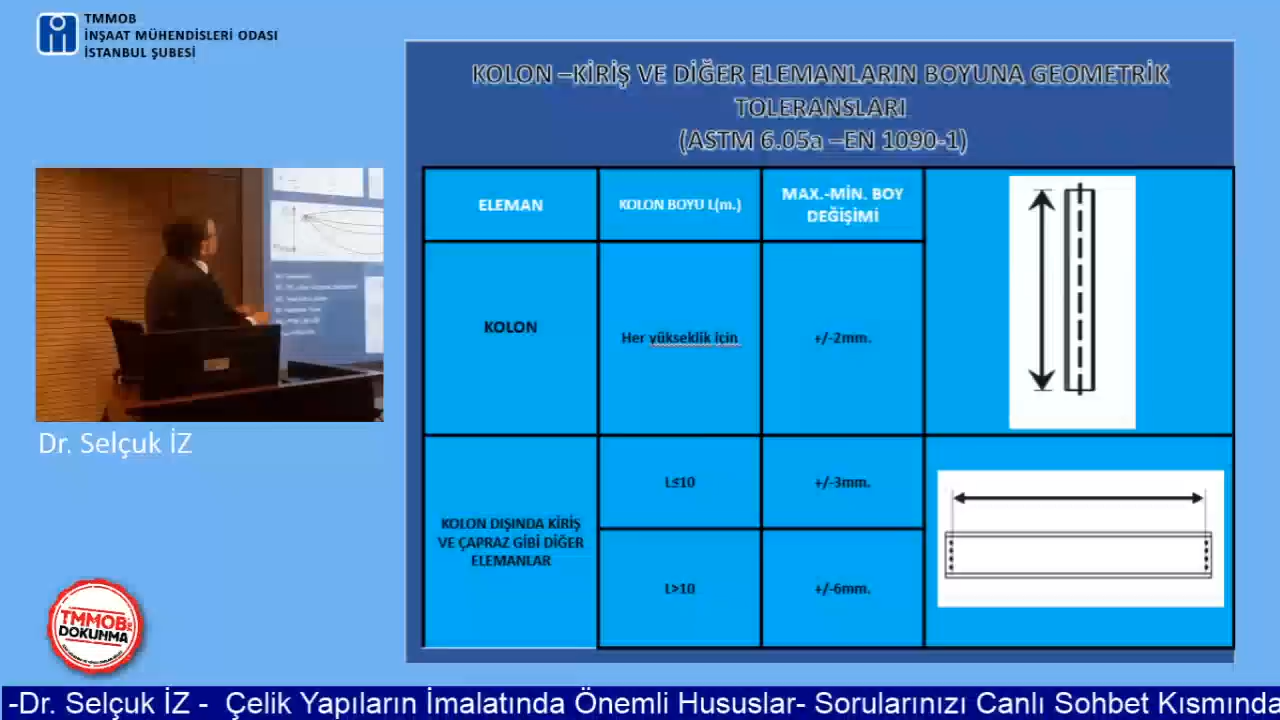 TMMOB
İNŞAAT MÜHENDİSLERİ ODASI
İSTANBUL ŞUBESİ
KOLON –KİRİŞ VE DİĞER ELEMANLARIN BOYUNA GEOMETRİK
TOLERANSLARI
(ASTM 6.05a –EN 1090-1)
ELEMAN
KOLON BOYU L(m.)
MAX.-MİN. BOY
DEĞİŞİMİ
KOLON
Her yükseklik için
+/-2mm.
KOLON DIŞINDA KİRİŞ
VE ÇAPRAZ GİBİ DİĞER
ELEMANLAR
L≤10
+/-3mm.
L>10
+/-6mm.
Dr. Selçuk İZ
TMMOB
DOKUNMA
-Dr. Selçuk İZ - Çelik Yapıların İmalatında Önemli Hususlar- Sorularınızı Canlı Sohbet Kısmında